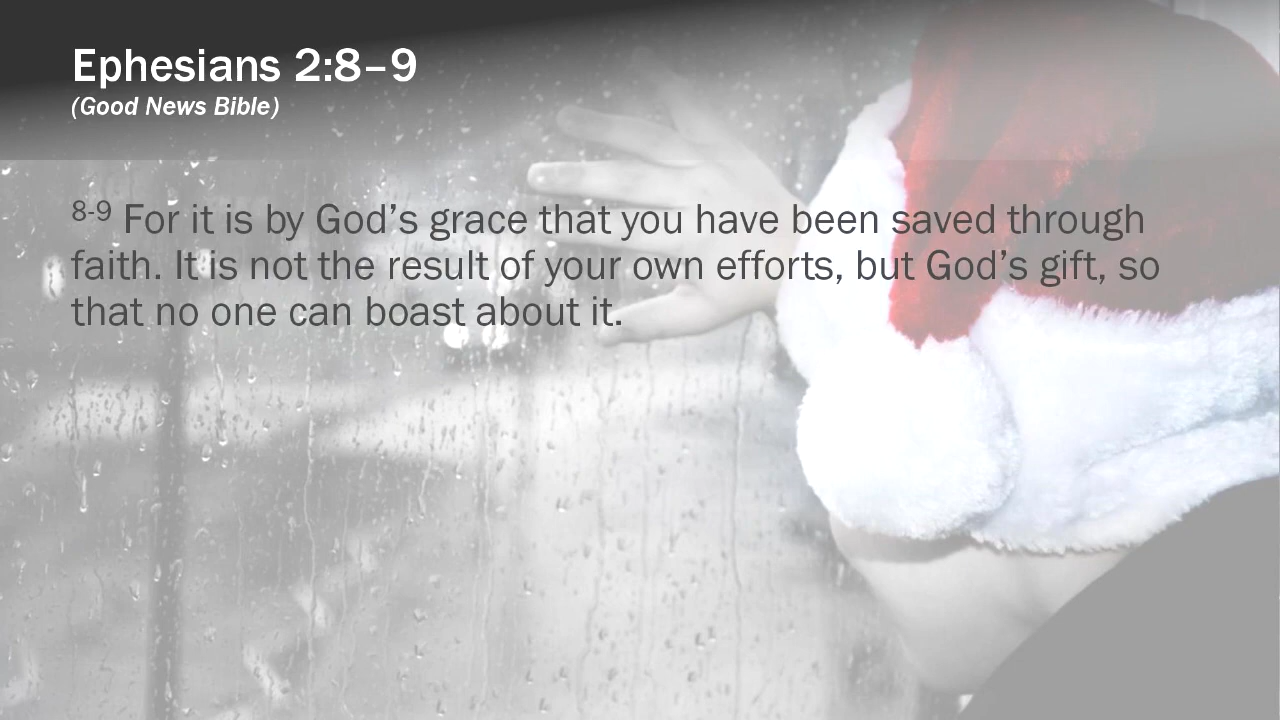 Ephesians 2:8–9
(Good News Bible)
8-9 For it is by God’s grace that you have been saved through
faith. It is not the result of your own efforts, but God’s gift, so
that no one can boast about it.